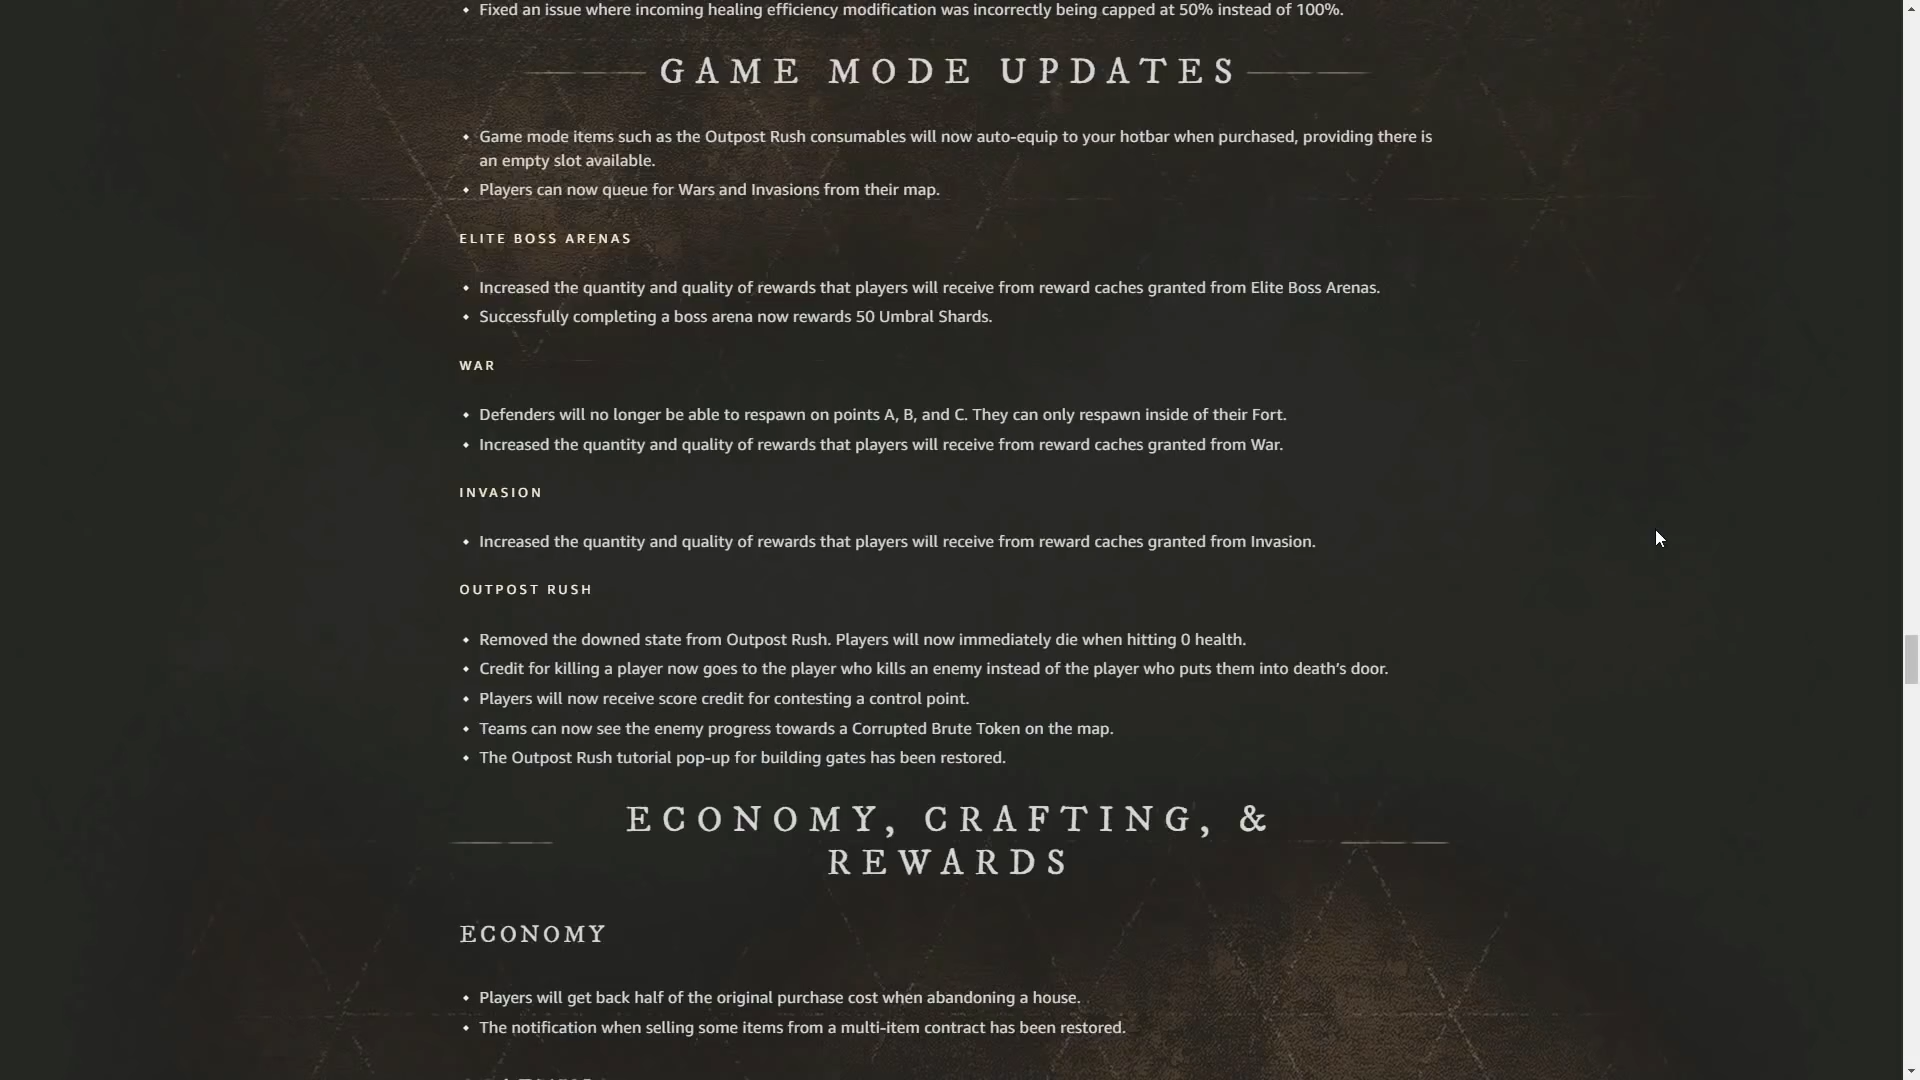 • Fixed an issue where incoming healing efficiency modification was incorrectly being capped at 50% instead of 100%.
GAME MODE UPDATES
• Game mode items such as the Outpost Rush consumables will now auto-equip to your hotbar when purchased, providing there is
an empty slot available.
• Players can now queue for Wars and Invasions from their map.
ELITE BOSS ARENAS
• Increased the quantity and quality of rewards that players will receive from reward caches granted from Elite Boss Arenas.
• Successfully completing a boss arena now rewards 50 Umbral Shards.
WAR
• Defenders will no longer be able to respawn on points A, B, and C. They can only respawn inside of their Fort.
• Increased the quantity and quality of rewards that players will receive from reward caches granted from War.
INVASION
• Increased the quantity and quality of rewards that players will receive from reward caches granted from Invasion.
OUTPOST RUSH
• Removed the downed state from Outpost Rush. Players will now immediately die when hitting 0 health.
• Credit for killing a player now goes to the player who kills an enemy instead of the player who puts them into death’s door.
• Players will now receive score credit for contesting a control point.
• Teams can now see the enemy progress towards a Corrupted Brute Token on the map.
• The Outpost Rush tutorial pop-up for building gates has been restored.
ECONOMY, CRAFTING, &
REWARDS
ECONOMY
• Players will get back half of the original purchase cost when abandoning a house.
• The notification when selling some items from a multi-item contract has been restored.